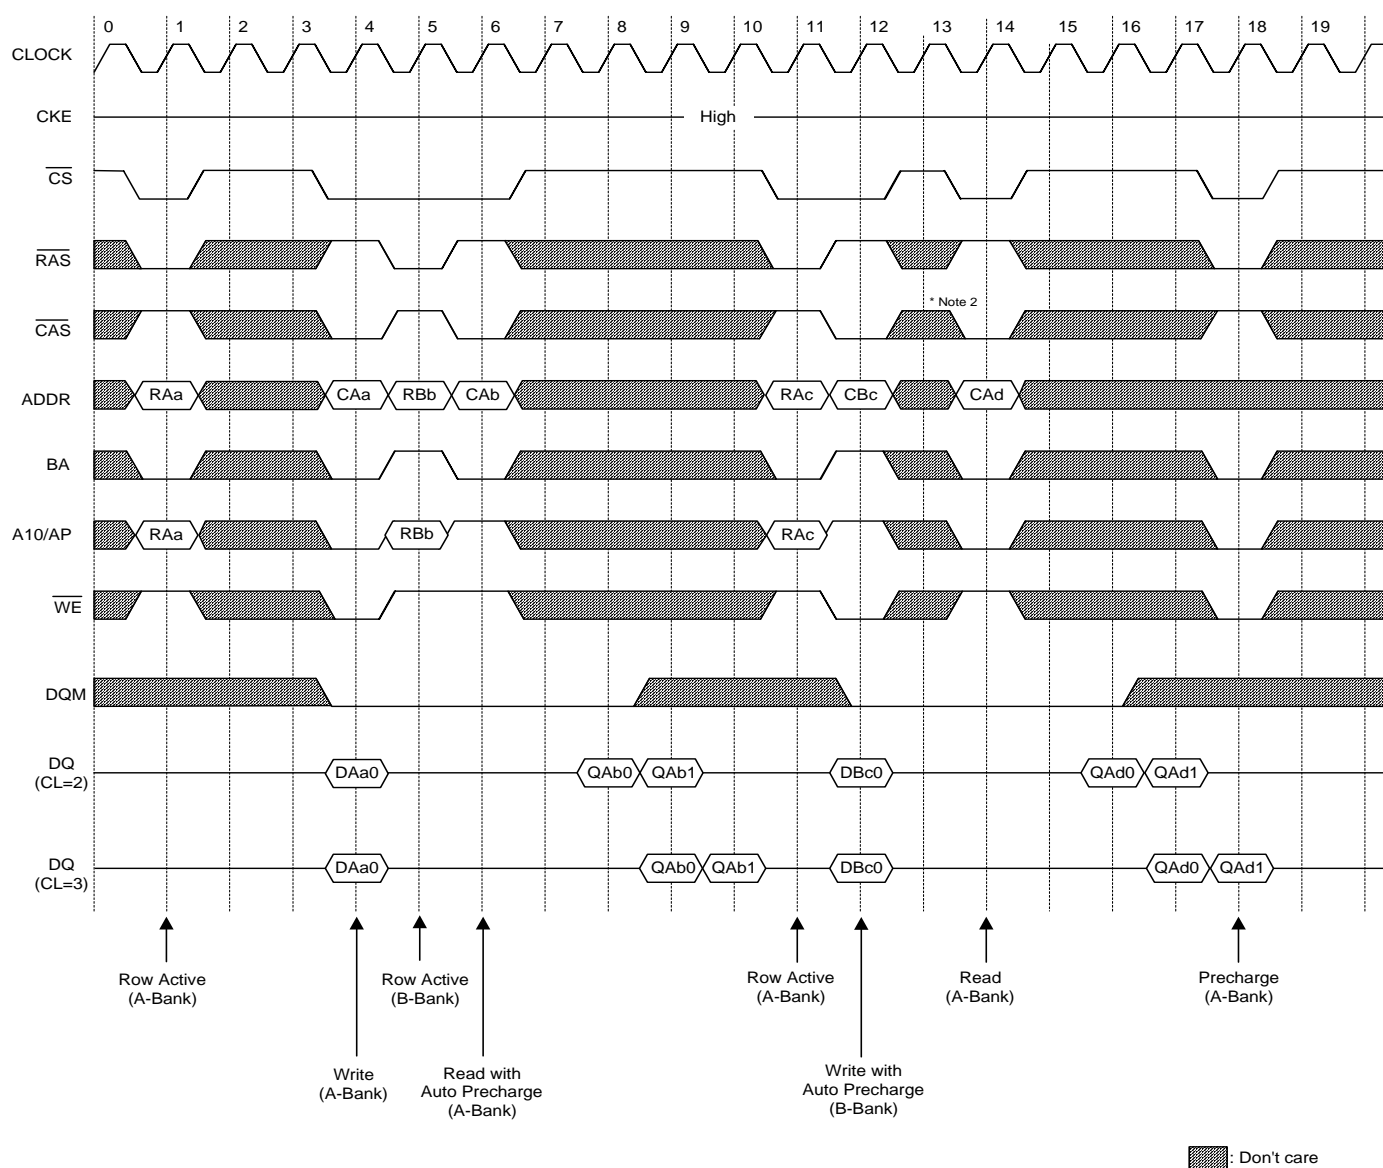 0 1 2 3 4 5 6 7 8 9 10 11 12 13 14 15 16 17 18 19
CLOCK
CKE High
CS
RAS
* Note 2
CAS
ADDR RAa CAa RBb CAb RAc CBc CAd
BA
A10/AP RAa RBb RAc
WE
DQM
DQ
(CL=2) DAa0 QAb0 QAb1 DBc0 QAd0 QAd1
DQ
(CL=3) DAa0 QAb0 QAb1 DBc0 QAd0 QAd1
Row Active
(A-Bank)
Row Active
(B-Bank)
Row Active
(A-Bank)
Read
(A-Bank)
Precharge
(A-Bank)
Write
(A-Bank)
Read with
Auto Precharge
(A-Bank)
Write with
Auto Precharge
(B-Bank)
: Don't care